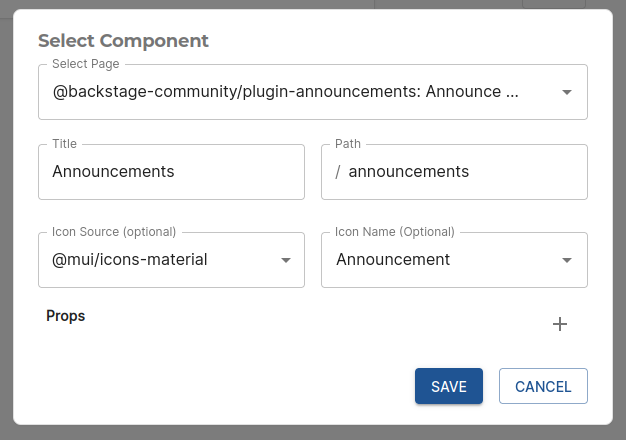 Select Component
Select Page
@backstage-community/plugin-announcements: Announce ...
Title
Announcements
Path
/ announcements
Icon Source (optional)
@mui/icons-material
Icon Name (Optional)
Announcement
Props
SAVE
CANCEL